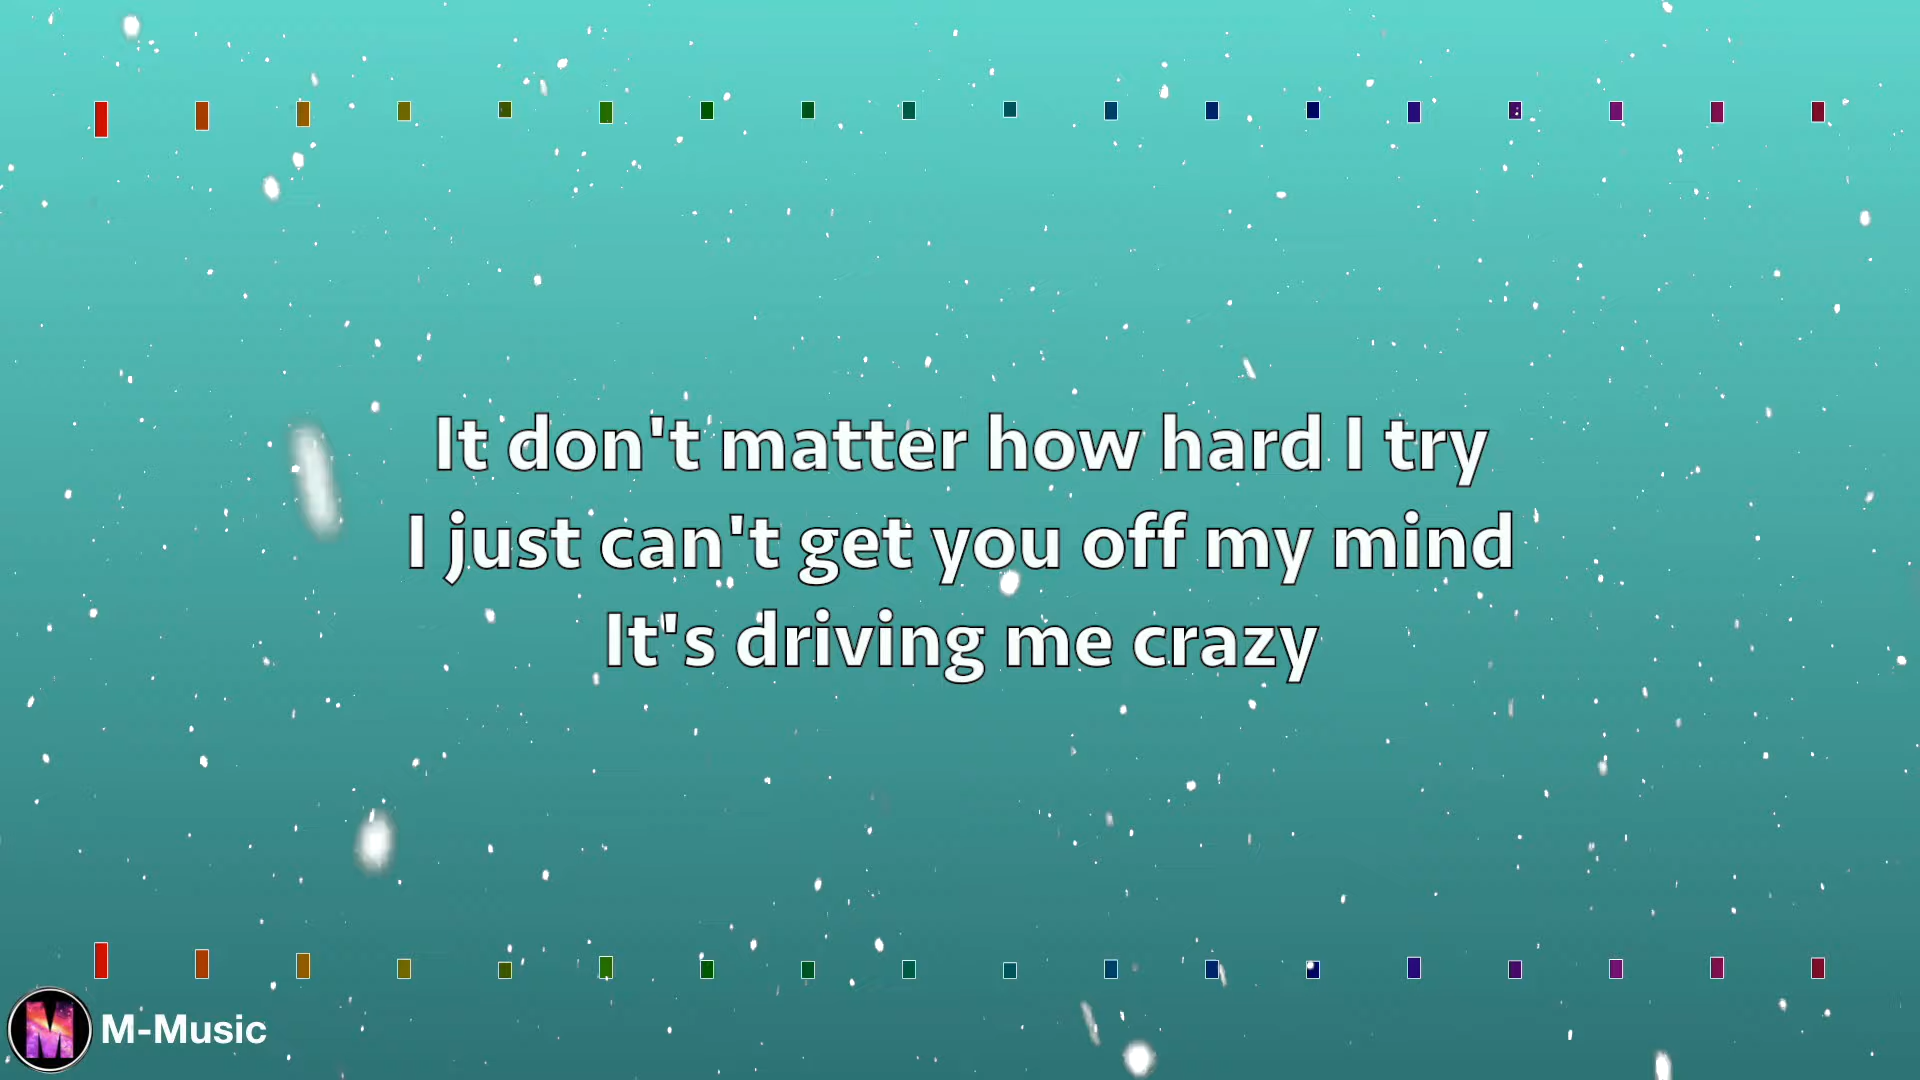 It don't matter how hard I try
I just can't get you off my mind
It's driving me crazy
M
M-Music